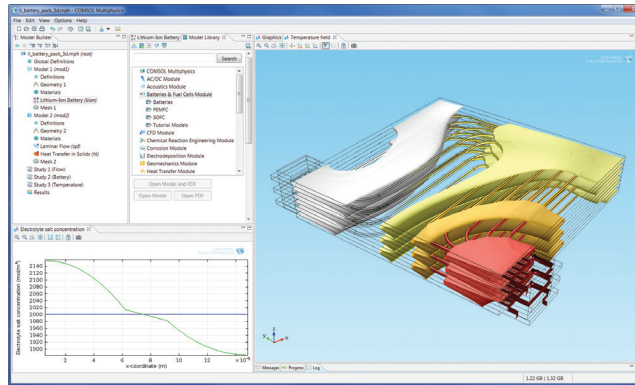 li_battery_pack_3d.mph - COMSOL Multiphysics
File Edit View Options Help
Model Builder
li_battery_pack_3d.mph (root)
Global Definitions
Model 1 (mod1)
Definitions
Geometry 1
Materials
Lithium-Ion Battery (liion)
Mesh 1
Model 2 (mod2)
Definitions
Geometry 2
Materials
Laminar Flow (spf)
Heat Transfer in Solids (ht)
Mesh 2
Study 1 (Flow)
Study 2 (Battery)
Study 3 (Temperature)
Results
Lithium-Ion Battery Model Library
Search
COMSOL Multiphysics
AC/DC Module
Acoustics Module
Batteries & Fuel Cells Module
Batteries
PEMFC
SOFC
Tutorial Models
CFD Module
Chemical Reaction Engineering Module
Corrosion Module
Electrodeposition Module
Geomechanics Module
Heat Transfer Module
Open Model and PDF
Open Model Open PDF
Electrolyte salt concentration
Electrolyte salt concentration (mol/m³)
2140
2120
2100
2080
2060
2040
2020
2000
1980
1960
1940
1920
1900
2 4 6 8 10 12 14 ×10⁻⁵
x-coordinate (m)
Graphics Temperature field
COMSOL
z
y x
Messages Progress Log
1.22 GB | 1.32 GB